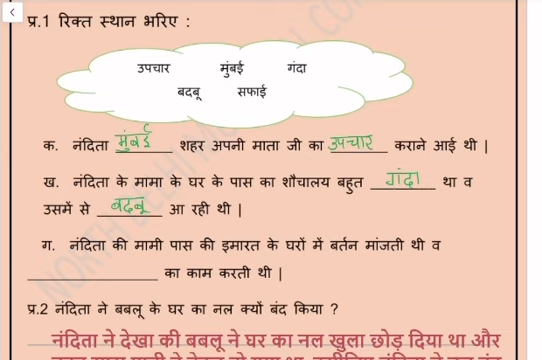 प्र.1 रिक्त स्थान भरिए :
उपचार मुंबई गंदा
बदबू सफाई
क. नंदिता मुंबई शहर अपनी माता जी का उपचार कराने आई थी |
ख. नंदिता के मामा के घर के पास का शौचालय बहुत गंदा था व
उसमें से बदबू आ रही थी |
ग. नंदिता की मामी पास की इमारत के घरों में बर्तन मांजती थी व
का काम करती थी |
प्र.2 नंदिता ने बबलू के घर का नल क्यों बंद किया ?
नंदिता ने देखा की बबलू ने घर का नल खुला छोड़ दिया था और